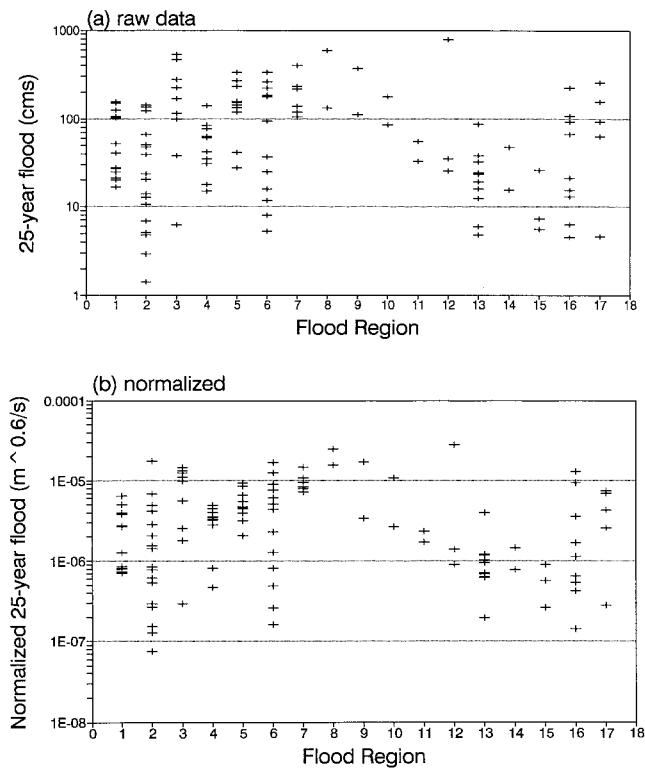 (a) raw data
25-year flood (cms)
1000
100
10
1
0 1 2 3 4 5 6 7 8 9 10 11 12 13 14 15 16 17 18
Flood Region
(b) normalized
Normalized 25-year flood (m ^ 0.6/s)
0.0001
1E-05
1E-06
1E-07
1E-08
0 1 2 3 4 5 6 7 8 9 10 11 12 13 14 15 16 17 18
Flood Region